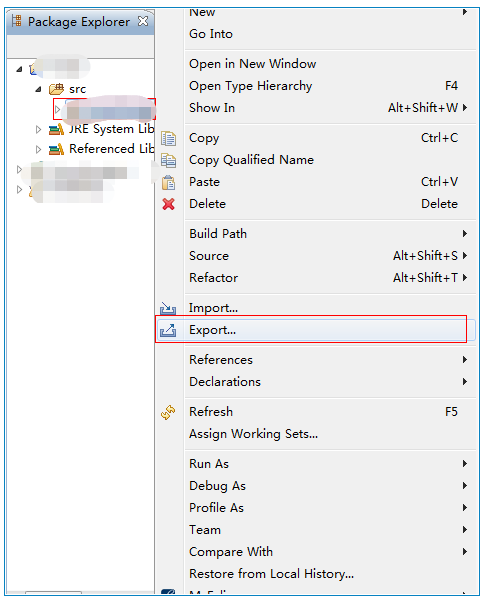 Package Explorer
src
JRE System Lib
Referenced Lib
New
Go Into
Open in New Window
Open Type Hierarchy F4
Show In Alt+Shift+W
Copy Ctrl+C
Copy Qualified Name
Paste Ctrl+V
Delete Delete
Build Path
Source Alt+Shift+S
Refactor Alt+Shift+T
Import...
Export...
References
Declarations
Refresh F5
Assign Working Sets...
Run As
Debug As
Profile As
Team
Compare With
Restore from Local History...